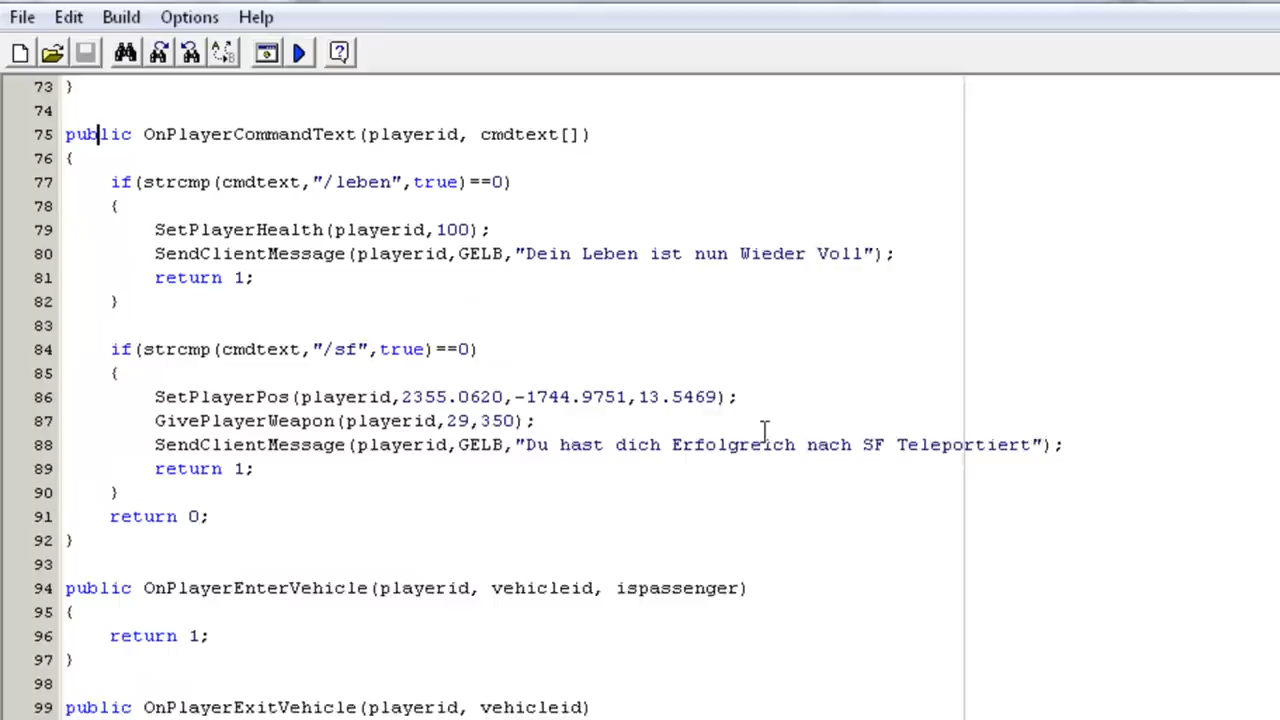 File Edit Build Options Help
73 }
74
75 public OnPlayerCommandText(playerid, cmdtext[])
76 {
77 if(strcmp(cmdtext,"/leben",true)==0)
78 {
79 SetPlayerHealth(playerid,100);
80 SendClientMessage(playerid,GELB,"Dein Leben ist nun Wieder Voll");
81 return 1;
82 }
83
84 if(strcmp(cmdtext,"/sf",true)==0)
85 {
86 SetPlayerPos(playerid,2355.0620,-1744.9751,13.5469);
87 GivePlayerWeapon(playerid,29,350);
88 SendClientMessage(playerid,GELB,"Du hast dich Erfolgreich nach SF Teleportiert");
89 return 1;
90 }
91 return 0;
92 }
93
94 public OnPlayerEnterVehicle(playerid, vehicleid, ispassenger)
95 {
96 return 1;
97 }
98
99 public OnPlayerExitVehicle(playerid, vehicleid)